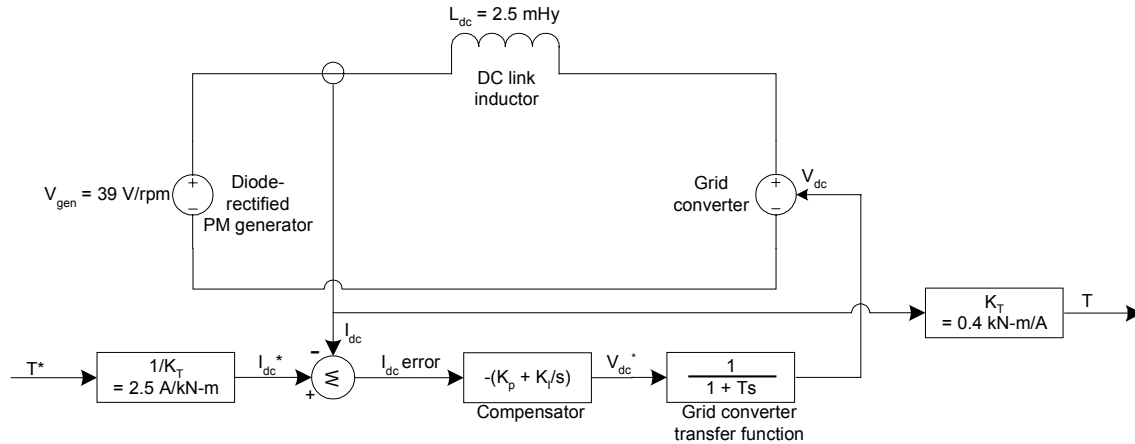 L_dc = 2.5 mHy
DC link
inductor
V_gen = 39 V/rpm
+
–
Diode-
rectified
PM generator
Grid
converter
+
–
V_dc
K_T
= 0.4 kN-m/A
T
I_dc
-
T*
1/K_T
= 2.5 A/kN-m
I_dc*
+
Σ
I_dc error
-(K_p + K_I/s)
Compensator
V_dc*
1
1 + Ts
Grid converter
transfer function